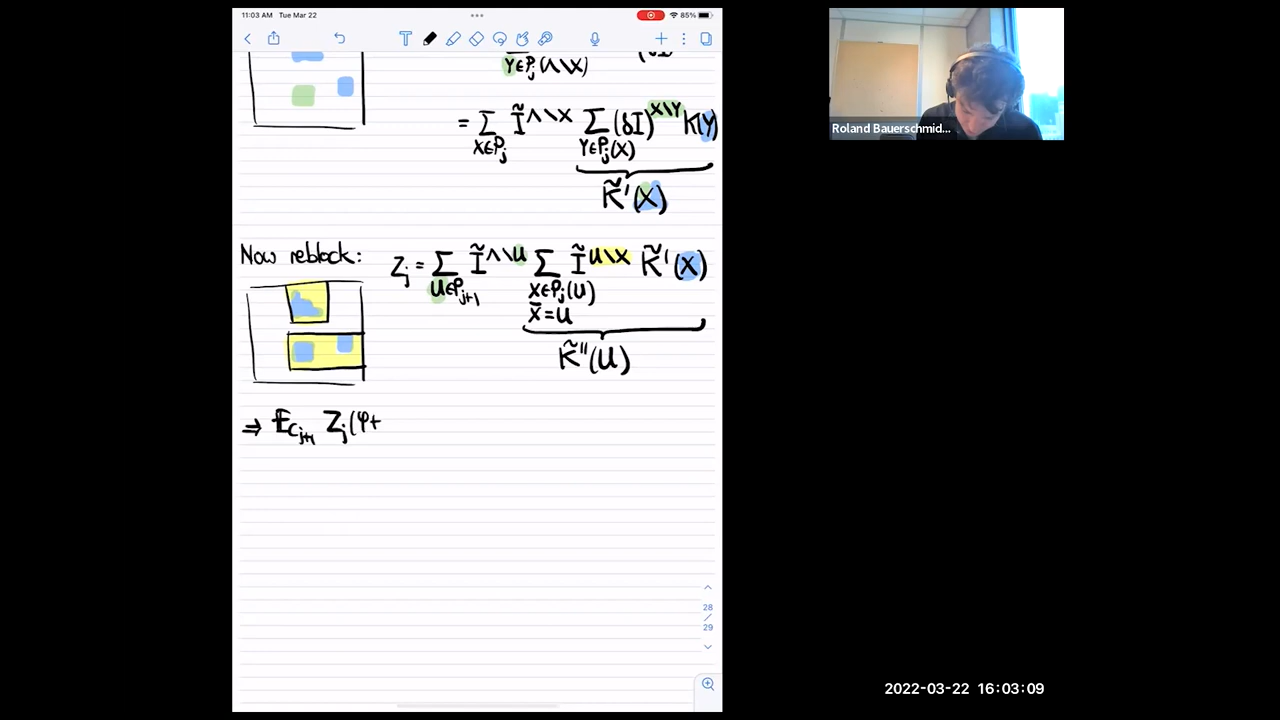 11:03 AM Tue Mar 22
85%
Y∈P_j(Λ\X)
= Σ_{X∈P_j} Ĩ^{Λ\X} Σ_{Y∈P_j(X)} (δI)^{X\Y} K(Y)
K̃'(X)
Now reblock: Z_j = Σ_{U∈P_{j+1}} Ĩ^{Λ\U} Σ_{X∈P_j(U), X̄=U} Ĩ^{U\X} K̃'(X)
K̃''(U)
⇒ E_{C_{j+1}} Z_j(φ+
28
/
29
Roland Bauerschmid...
2022-03-22 16:03:09